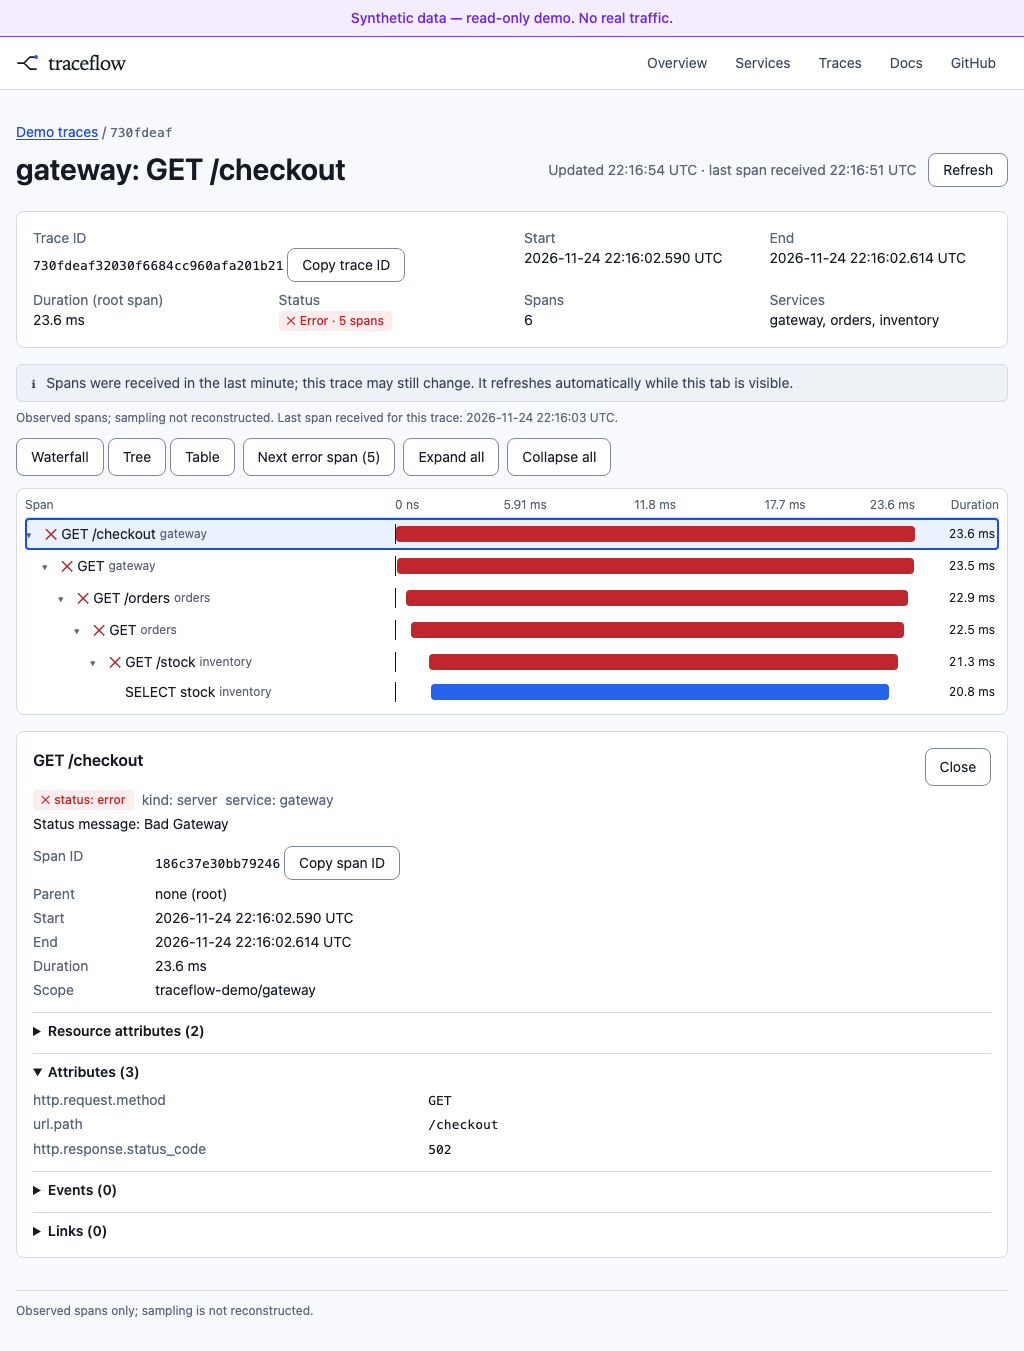 Synthetic data — read-only demo. No real traffic.
traceflow
Overview Services Traces Docs GitHub
Demo traces / 730fdeaf
gateway: GET /checkout
Updated 22:16:54 UTC · last span received 22:16:51 UTC Refresh
Trace ID
730fdeaf32030f6684cc960afa201b21 Copy trace ID
Start
2026-11-24 22:16:02.590 UTC
End
2026-11-24 22:16:02.614 UTC
Duration (root span)
23.6 ms
Status
Error · 5 spans
Spans
6
Services
gateway, orders, inventory
Spans were received in the last minute; this trace may still change. It refreshes automatically while this tab is visible.
Observed spans; sampling not reconstructed. Last span received for this trace: 2026-11-24 22:16:03 UTC.
Waterfall Tree Table Next error span (5) Expand all Collapse all
Span 0 ns 5.91 ms 11.8 ms 17.7 ms 23.6 ms Duration
GET /checkout gateway 23.6 ms
GET gateway 23.5 ms
GET /orders orders 22.9 ms
GET orders 22.5 ms
GET /stock inventory 21.3 ms
SELECT stock inventory 20.8 ms
GET /checkout
Close
status: error kind: server service: gateway
Status message: Bad Gateway
Span ID 186c37e30bb79246 Copy span ID
Parent none (root)
Start 2026-11-24 22:16:02.590 UTC
End 2026-11-24 22:16:02.614 UTC
Duration 23.6 ms
Scope traceflow-demo/gateway
Resource attributes (2)
Attributes (3)
http.request.method GET
url.path /checkout
http.response.status_code 502
Events (0)
Links (0)
Observed spans only; sampling is not reconstructed.